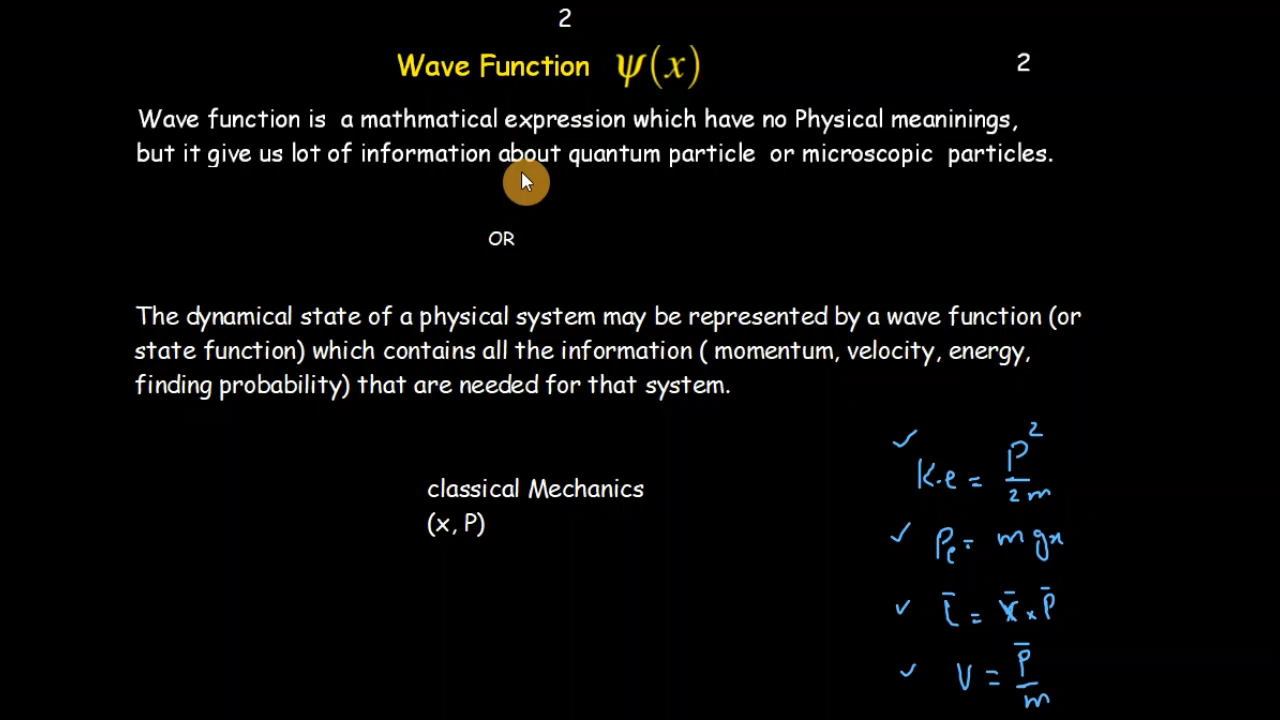 2
Wave Function ψ(x)
2
Wave function is a mathmatical expression which have no Physical meaninings,
but it give us lot of information about quantum particle or microscopic particles.
OR
The dynamical state of a physical system may be represented by a wave function (or
state function) which contains all the information ( momentum, velocity, energy,
finding probability) that are needed for that system.
classical Mechanics
(x, P)
✓ K.e = P²/2m
✓ Pe = mgx
✓ L̄ = x̄ × P̄
✓ V = P̄/m